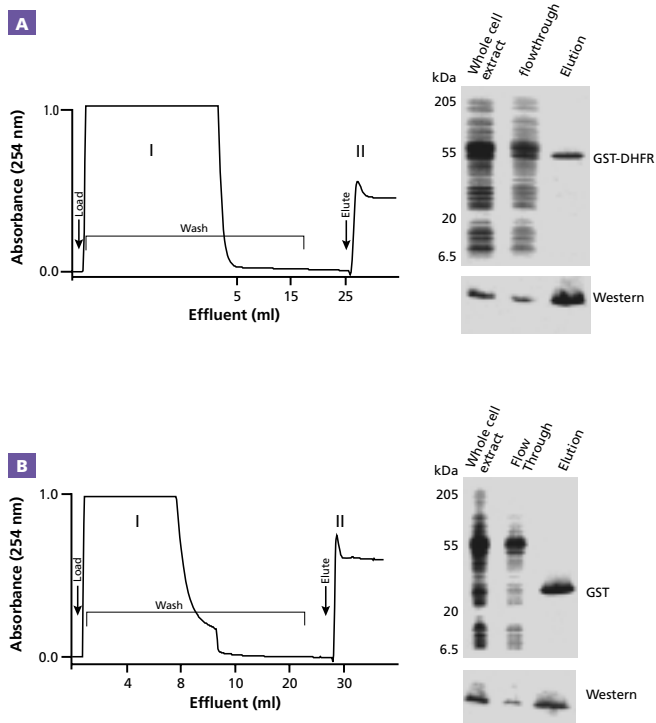 A
Absorbance (254 nm)
1.0
0.0
Load
I
Wash
Elute
II
5
15
25
Effluent (ml)
Whole cell
extract
flowthrough
Elution
kDa
205
55
20
6.5
GST-DHFR
Western
B
Absorbance (254 nm)
1.0
0.0
Load
I
Wash
Elute
II
4
8
10
20
30
Effluent (ml)
Whole cell
extract
Flow
Through
Elution
kDa
205
55
20
6.5
GST
Western